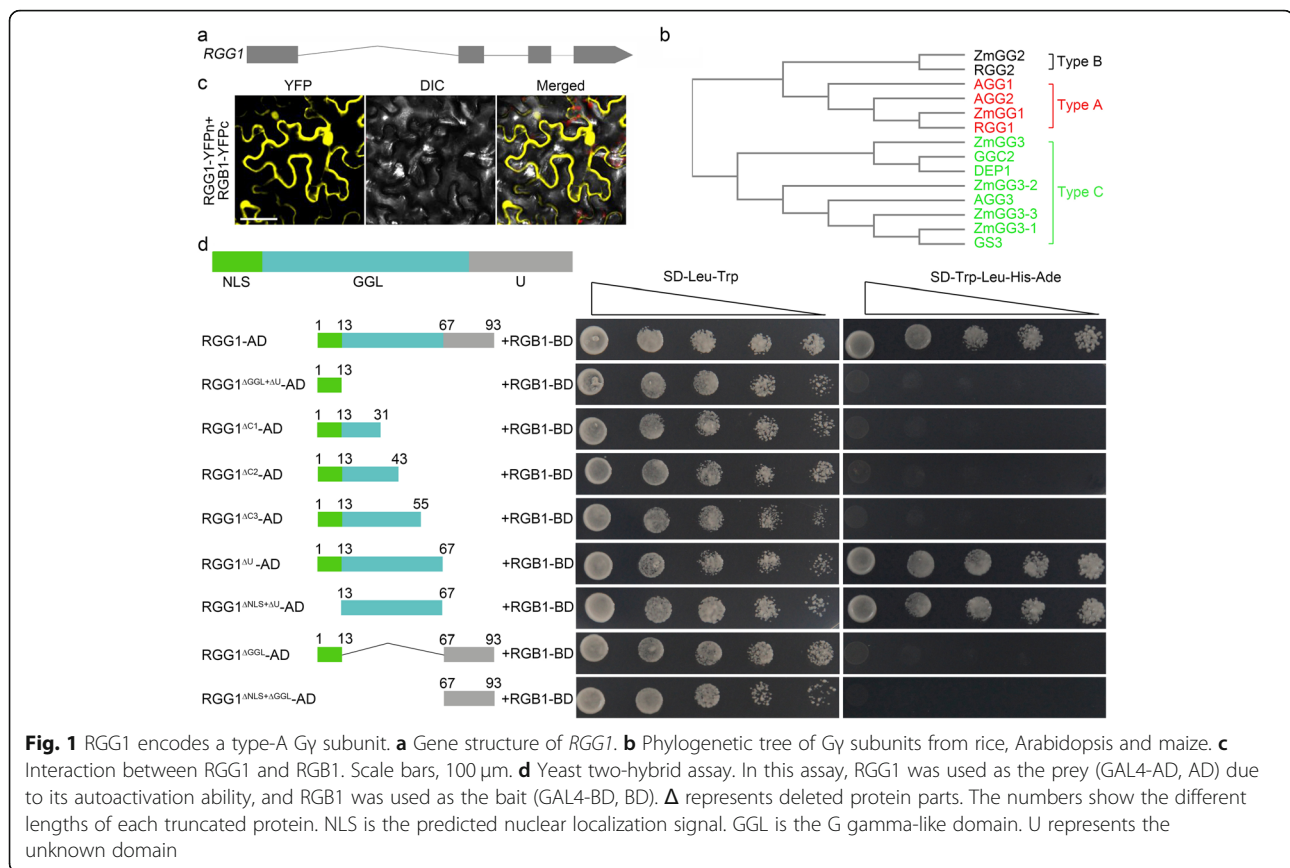 a
RGG1
b
ZmGG2
RGG2
Type B
AGG1
AGG2
ZmGG1
RGG1
Type A
ZmGG3
GGC2
DEP1
ZmGG3-2
AGG3
ZmGG3-3
ZmGG3-1
GS3
Type C
c
YFP DIC Merged
RGG1-YFPn+
RGB1-YFPc
d
NLS GGL U
SD-Leu-Trp SD-Trp-Leu-His-Ade
1 13 67 93
RGG1-AD +RGB1-BD
1 13
RGG1ΔGGL+ΔU-AD +RGB1-BD
1 13 31
RGG1ΔC1-AD +RGB1-BD
1 13 43
RGG1ΔC2-AD +RGB1-BD
1 13 55
RGG1ΔC3-AD +RGB1-BD
1 13 67
RGG1ΔU-AD +RGB1-BD
13 67
RGG1ΔNLS+ΔU-AD +RGB1-BD
1 13 67 93
RGG1ΔGGL-AD +RGB1-BD
67 93
RGG1ΔNLS+ΔGGL-AD +RGB1-BD
Fig. 1 RGG1 encodes a type-A Gγ subunit. a Gene structure of RGG1. b Phylogenetic tree of Gγ subunits from rice, Arabidopsis and maize. c
Interaction between RGG1 and RGB1. Scale bars, 100 μm. d Yeast two-hybrid assay. In this assay, RGG1 was used as the prey (GAL4-AD, AD) due
to its autoactivation ability, and RGB1 was used as the bait (GAL4-BD, BD). Δ represents deleted protein parts. The numbers show the different
lengths of each truncated protein. NLS is the predicted nuclear localization signal. GGL is the G gamma-like domain. U represents the
unknown domain